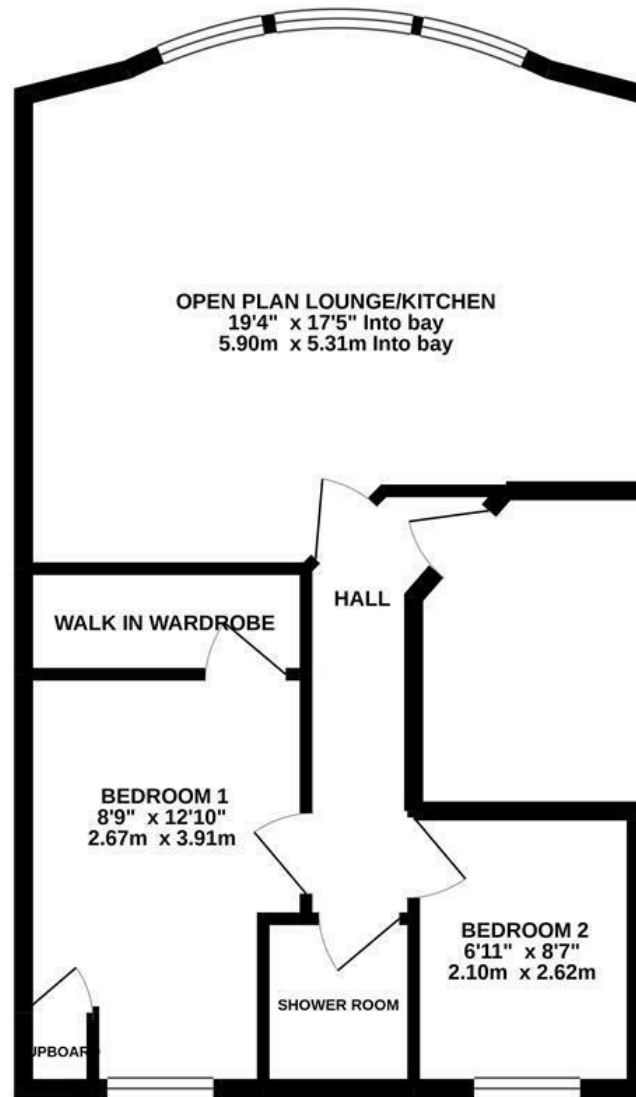 OPEN PLAN LOUNGE/KITCHEN
19'4" x 17'5" Into bay
5.90m x 5.31m Into bay
HALL
WALK IN WARDROBE
BEDROOM 1
8'9" x 12'10"
2.67m x 3.91m
BEDROOM 2
6'11" x 8'7"
2.10m x 2.62m
SHOWER ROOM
UPBOARD